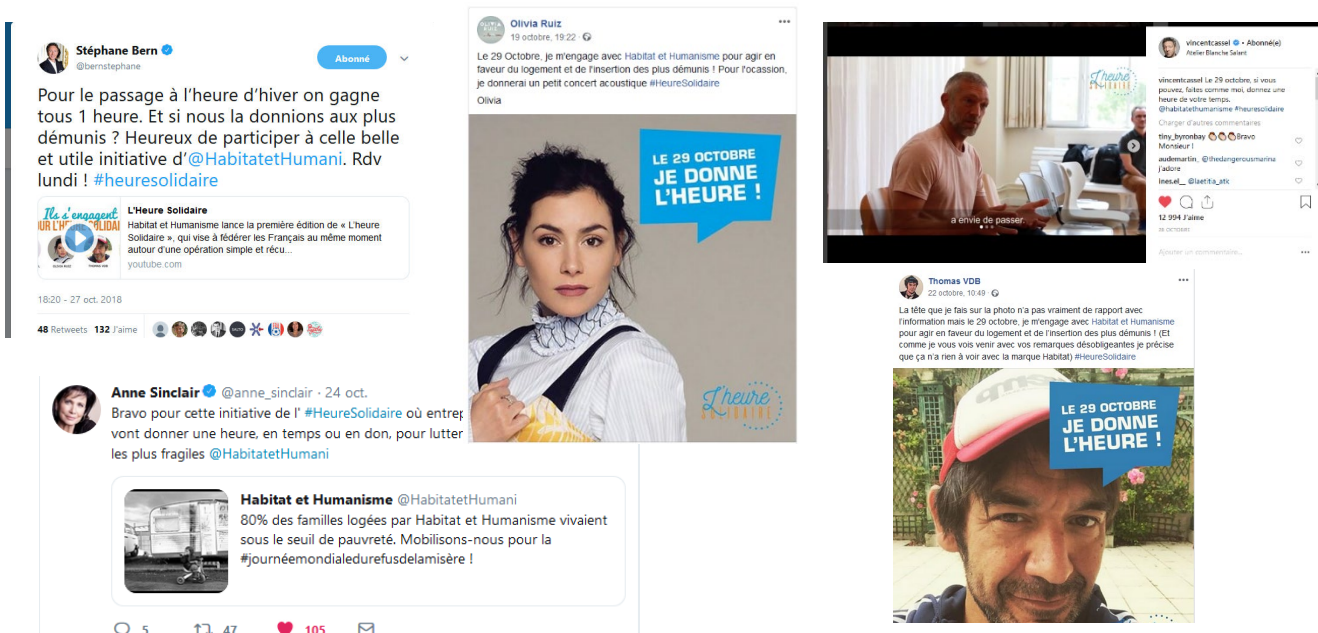 Stéphane Bern
@bernstephane
Abonné
Pour le passage à l'heure d'hiver on gagne
tous 1 heure. Et si nous la donnions aux plus
démunis ? Heureux de participer à celle belle
et utile initiative d'@HabitatetHumani. Rdv
lundi ! #heuresolidaire
Ils s'engagent
L'Heure Solidaire
Habitat et Humanisme lance la première édition de « L'heure
Solidaire », qui vise à fédérer les Français au même moment
autour d'une opération simple et récu...
youtube.com
18:20 - 27 oct. 2018
48 Retweets 132 J'aime
Anne Sinclair @anne_sinclair · 24 oct.
Bravo pour cette initiative de l' #HeureSolidaire où entrep
vont donner une heure, en temps ou en don, pour lutter
les plus fragiles @HabitatetHumani
Habitat et Humanisme @HabitatetHumani
80% des familles logées par Habitat et Humanisme vivaient
sous le seuil de pauvreté. Mobilisons-nous pour la
#journéemondialedurefusdelamisère !
5 47 105
Olivia Ruiz
19 octobre, 19:22 ·
Le 29 Octobre, je m'engage avec Habitat et Humanisme pour agir en
faveur du logement et de l'insertion des plus démunis ! Pour l'ocassion,
je donnerai un petit concert acoustique #HeureSolidaire
Olivia
LE 29 OCTOBRE
JE DONNE
L'HEURE !
L'heure
SOLIDAIRE
L'heure
SOLIDAIRE
a envie de passer.
vincentcassel • Abonné(e)
Atelier Blanche Salant
vincentcassel Le 29 octobre, si vous
pouvez, faites comme moi, donnez une
heure de votre temps.
@habitatethumanisme #heuresolidaire
Charger d'autres commentaires
tiny_byronbay Bravo
Monsieur !
audemartin_ @thedangerousmarina
j'adore
ines.el__ @laetitia_atk
12 994 J'aime
Ajouter un commentaire...
Thomas VDB
22 octobre, 10:49 ·
La tête que je fais sur la photo n'a pas vraiment de rapport avec
l'information mais le 29 octobre, je m'engage avec Habitat et Humanisme
pour agir en faveur du logement et de l'insertion des plus démunis ! (Et
comme je vous vois venir avec vos remarques désobligeantes je précise
que ça n'a rien à voir avec la marque Habitat) #HeureSolidaire
LE 29 OCTOBRE
JE DONNE
L'HEURE !